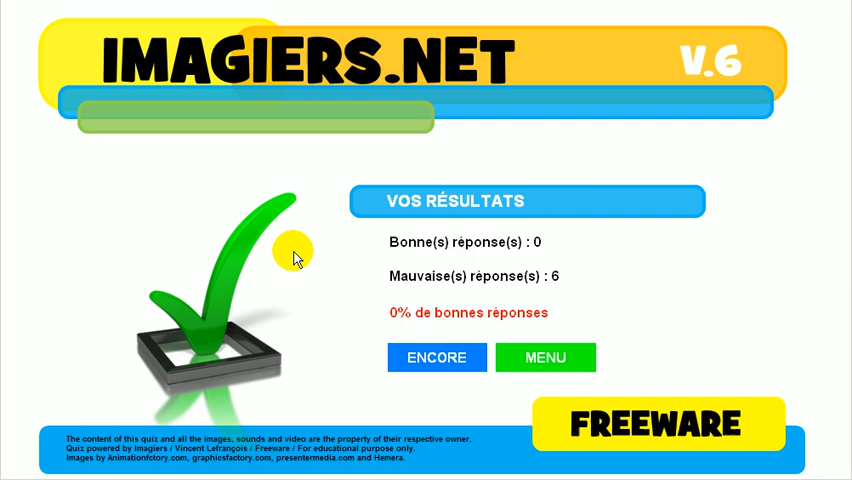 IMAGIERS.NET
V.6
VOS RÉSULTATS
Bonne(s) réponse(s) : 0
Mauvaise(s) réponse(s) : 6
0% de bonnes réponses
ENCORE
MENU
FREEWARE
The content of this quiz and all the images, sounds and video are the property of their respective owner.
Quiz powered by Imagiers / Vincent Lefrançois / Freeware / For educational purpose only.
Images by Animationfctory.com, graphicsfactory.com, presentermedia.com and Hemera.